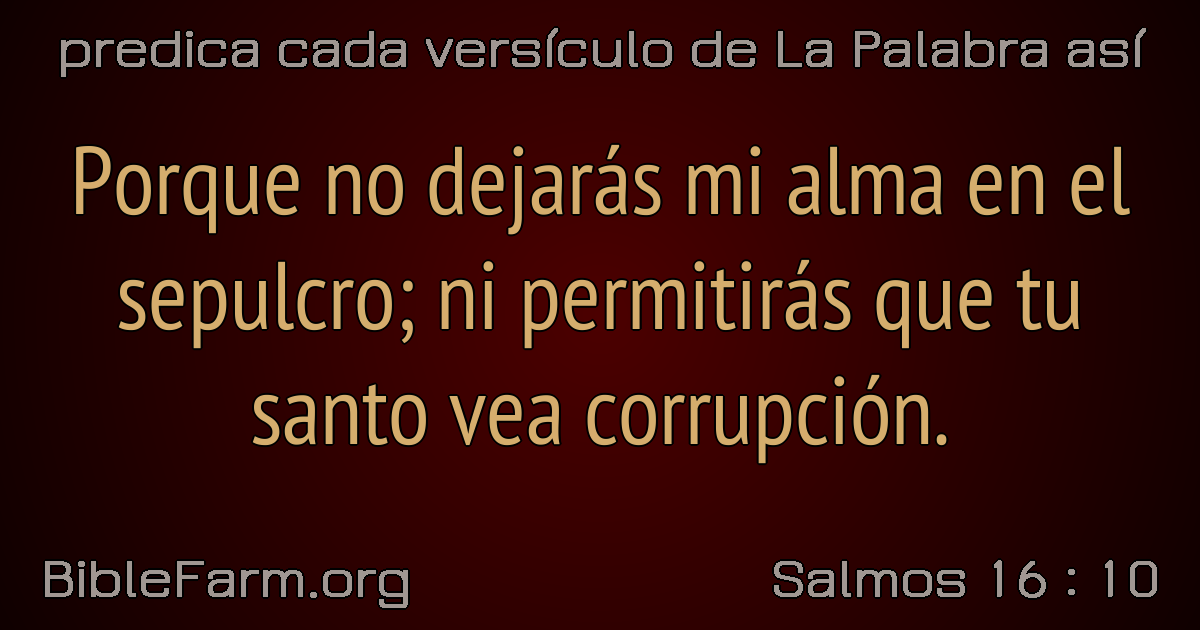 predica cada versículo de La Palabra así
Porque no dejarás mi alma en el
sepulcro; ni permitirás que tu
santo vea corrupción.
BibleFarm.org
Salmos 16 : 10